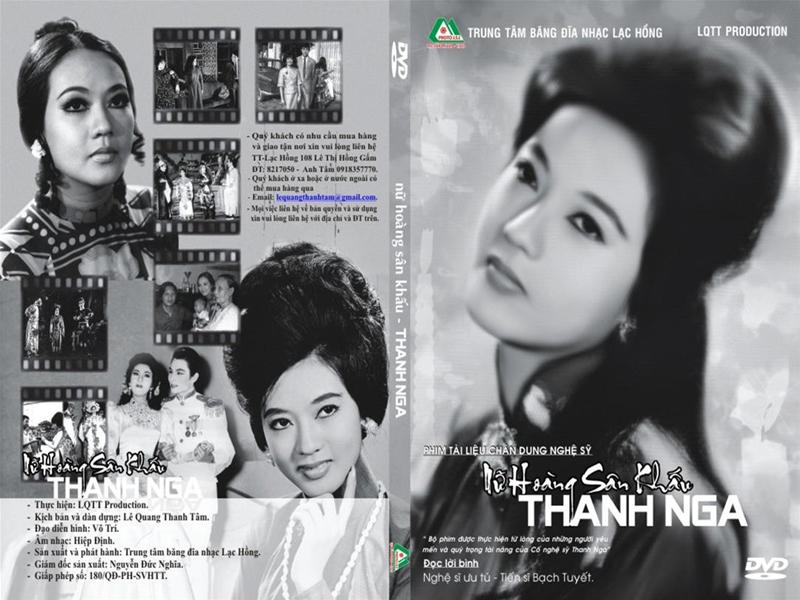 - Quý khách có nhu cầu mua hàng
và giao tận nơi xin vui lòng liên hệ
TT-Lạc Hồng 108 Lê Thị Hồng Gấm
ĐT: 8217050 - Anh Tâm 0918357770.
- Quý khách ở xa hoặc ở nước ngoài có
thể mua hàng qua
- Email: lequangthanhtam@gmail.com.
- Mọi việc liên hệ về bản quyền và sử dụng
xin vui lòng liên hệ với địa chỉ và ĐT trên.
Nữ Hoàng Sân Khấu
THANH NGA
- Thực hiện: LQTT Production.
- Kịch bản và dàn dựng: Lê Quang Thanh Tâm.
- Đạo diễn hình: Võ Trí.
- Âm nhạc: Hiệp Định.
- Sản xuất và phát hành: Trung tâm băng đĩa nhạc Lạc Hồng.
- Giám đốc sản xuất: Nguyễn Đức Nghĩa.
- Giấp phép số: 180/QĐ-PH-SVHTT.
DVD
nữ hoàng sân khấu - THANH NGA
TRUNG TÂM BĂNG ĐĨA NHẠC LẠC HỒNG
LQTT PRODUCTION
PHIM TÀI LIỆU CHÂN DUNG NGHỆ SỸ
Nữ Hoàng Sân Khấu
THANH NGA
" Bộ phim được thực hiện từ lòng của những người yêu
mến và quý trọng tài năng của Cố nghệ sỹ Thanh Nga"
Đọc lời bình
Nghệ sĩ ưu tú - Tiến sĩ Bạch Tuyết.
DVD